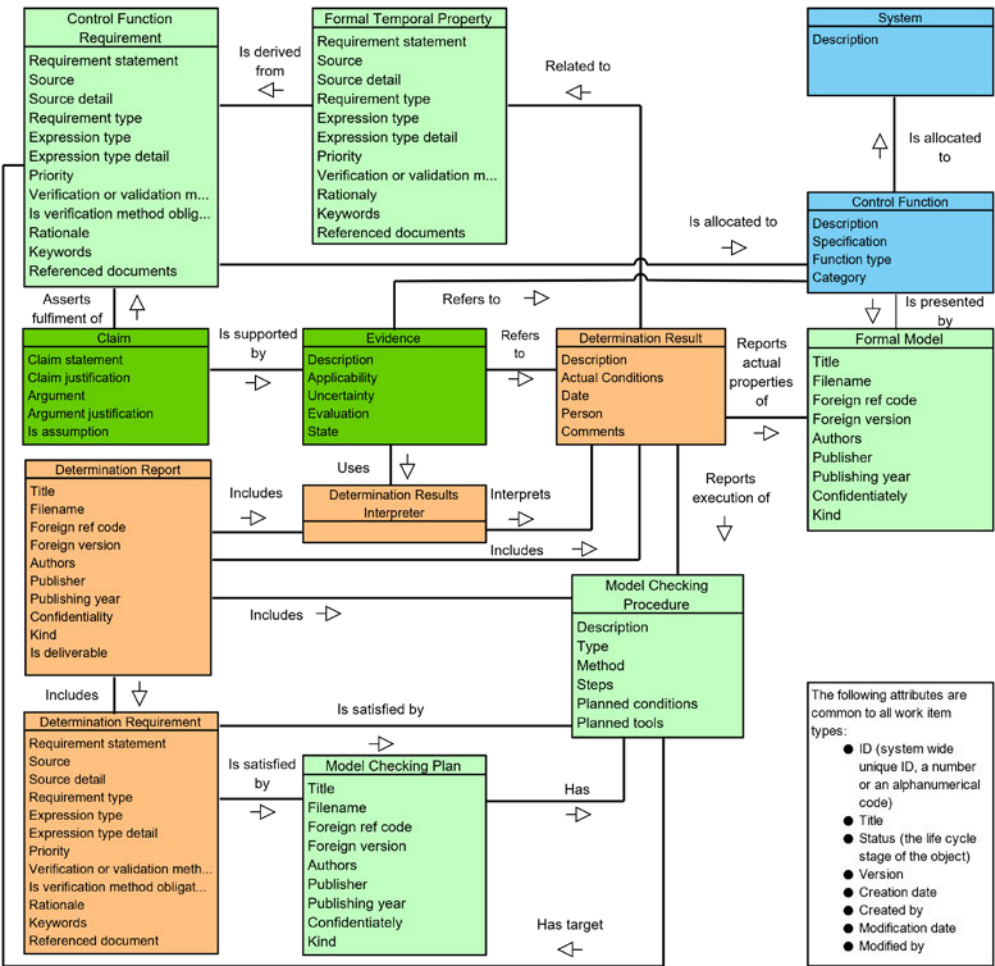 Control Function
Requirement
Requirement statement
Source
Source detail
Requirement type
Expression type
Expression type detail
Priority
Verification or validation m...
Is verification method oblig...
Rationale
Keywords
Referenced documents
Is derived
from
Formal Temporal Property
Requirement statement
Source
Source detail
Requirement type
Expression type
Expression type detail
Priority
Verification or validation m...
Rationaly
Keywords
Referenced documents
Related to
System
Description
Is allocated
to
Control Function
Description
Specification
Function type
Category
Is allocated to
Refers to
Asserts
fulfiment of
Is presented
by
Claim
Claim statement
Claim justification
Argument
Argument justification
Is assumption
Is supported
by
Evidence
Description
Applicability
Uncertainty
Evaluation
State
Refers
to
Determination Result
Description
Actual Conditions
Date
Person
Comments
Reports
actual
properties
of
Formal Model
Title
Filename
Foreign ref code
Foreign version
Authors
Publisher
Publishing year
Confidentiately
Kind
Uses
Determination Report
Title
Filename
Foreign ref code
Foreign version
Authors
Publisher
Publishing year
Confidentiality
Kind
Is deliverable
Includes
Determination Results
Interpreter
Interprets
Includes
Reports
execution of
Includes
Model Checking
Procedure
Description
Type
Method
Steps
Planned conditions
Planned tools
Includes
Determination Requirement
Requirement statement
Source
Source detail
Requirement type
Expression type
Expression type detail
Priority
Verification or validation meth...
Is verification method obligat...
Rationale
Keywords
Referenced document
Is satisfied by
Is satisfied
by
Model Checking Plan
Title
Filename
Foreign ref code
Foreign version
Authors
Publisher
Publishing year
Confidentiately
Kind
Has
Has target
The following attributes are
common to all work item
types:
● ID (system wide
unique ID, a number
or an alphanumerical
code)
● Title
● Status (the life cycle
stage of the object)
● Version
● Creation date
● Created by
● Modification date
● Modified by